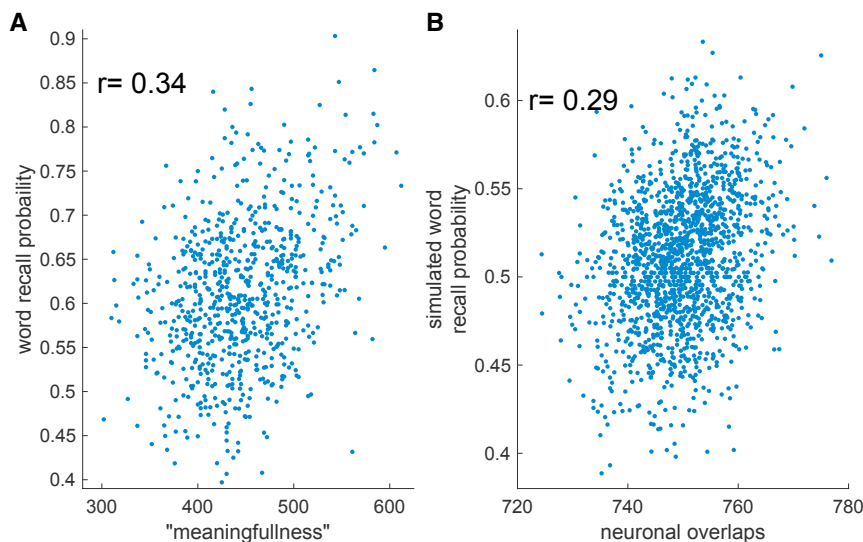 A
r= 0.34
word recall probaility
0.9
0.85
0.8
0.75
0.7
0.65
0.6
0.55
0.5
0.45
0.4
300 400 500 600
"meaningfullness"
B
r= 0.29
simulated word
recall probability
0.6
0.55
0.5
0.45
0.4
720 740 760 780
neuronal overlaps